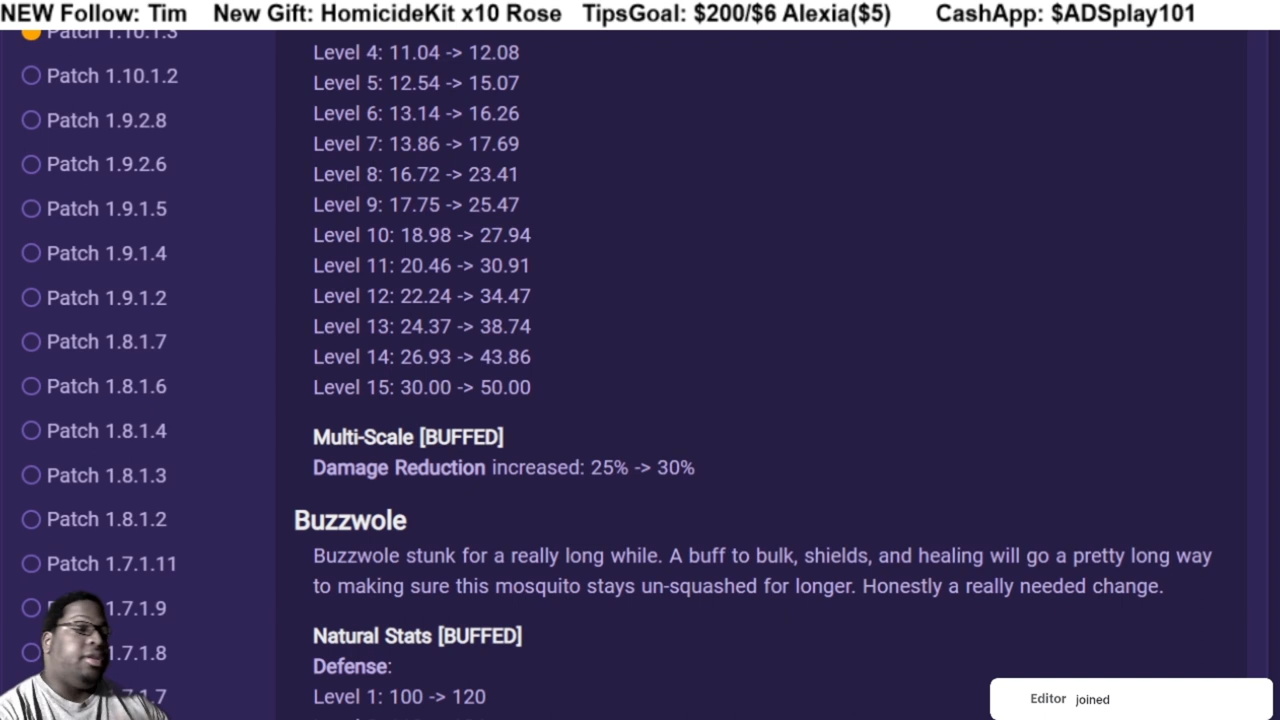 NEW Follow: Tim New Gift: HomicideKit x10 Rose TipsGoal: $200/$6 Alexia($5) CashApp: $ADSplay101
Patch 1.10.1.3
Patch 1.10.1.2
Patch 1.9.2.8
Patch 1.9.2.6
Patch 1.9.1.5
Patch 1.9.1.4
Patch 1.9.1.2
Patch 1.8.1.7
Patch 1.8.1.6
Patch 1.8.1.4
Patch 1.8.1.3
Patch 1.8.1.2
Patch 1.7.1.11
1.7.1.9
1.7.1.8
7.1.7
Level 4: 11.04 -> 12.08
Level 5: 12.54 -> 15.07
Level 6: 13.14 -> 16.26
Level 7: 13.86 -> 17.69
Level 8: 16.72 -> 23.41
Level 9: 17.75 -> 25.47
Level 10: 18.98 -> 27.94
Level 11: 20.46 -> 30.91
Level 12: 22.24 -> 34.47
Level 13: 24.37 -> 38.74
Level 14: 26.93 -> 43.86
Level 15: 30.00 -> 50.00
Multi-Scale [BUFFED]
Damage Reduction increased: 25% -> 30%
Buzzwole
Buzzwole stunk for a really long while. A buff to bulk, shields, and healing will go a pretty long way
to making sure this mosquito stays un-squashed for longer. Honestly a really needed change.
Natural Stats [BUFFED]
Defense:
Level 1: 100 -> 120
Editor joined